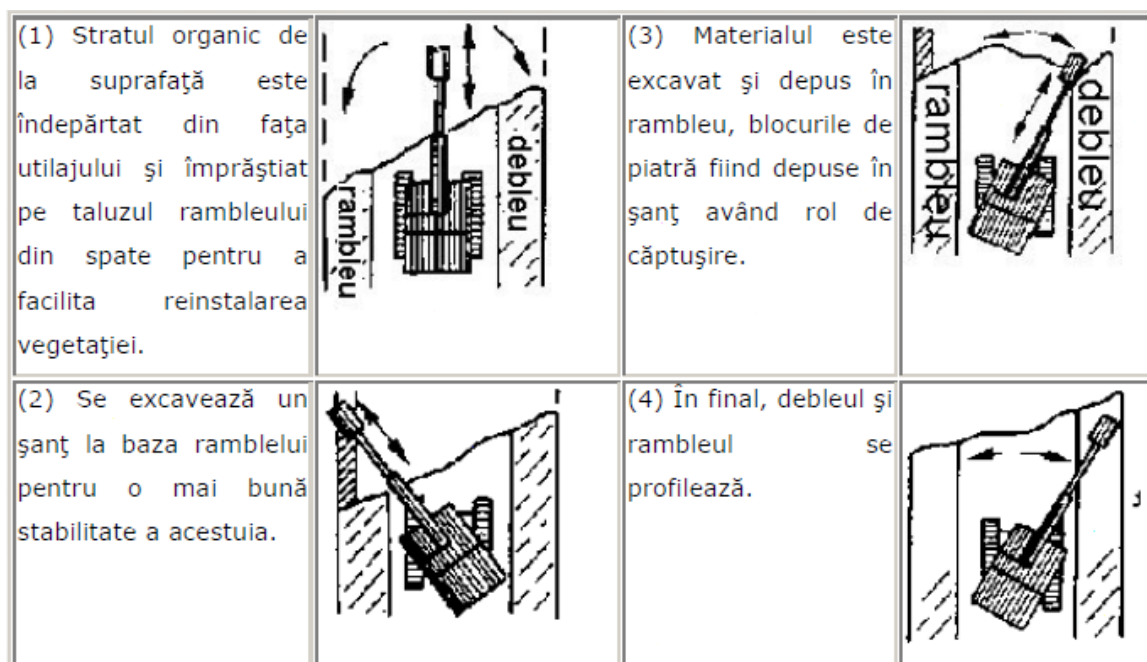 (1) Stratul organic de
la suprafaţă este
îndepărtat din faţa
utilajului şi împrăştiat
pe taluzul rambleului
din spate pentru a
facilita reinstalarea
vegetaţiei.
rambleu
debleu
(3) Materialul este
excavat şi depus în
rambleu, blocurile de
piatră fiind depuse în
şanţ având rol de
căptuşire.
rambleu
debleu
(2) Se excavează un
şanţ la baza ramblelui
pentru o mai bună
stabilitate a acestuia.
(4) În final, debleul şi
rambleul se
profilează.